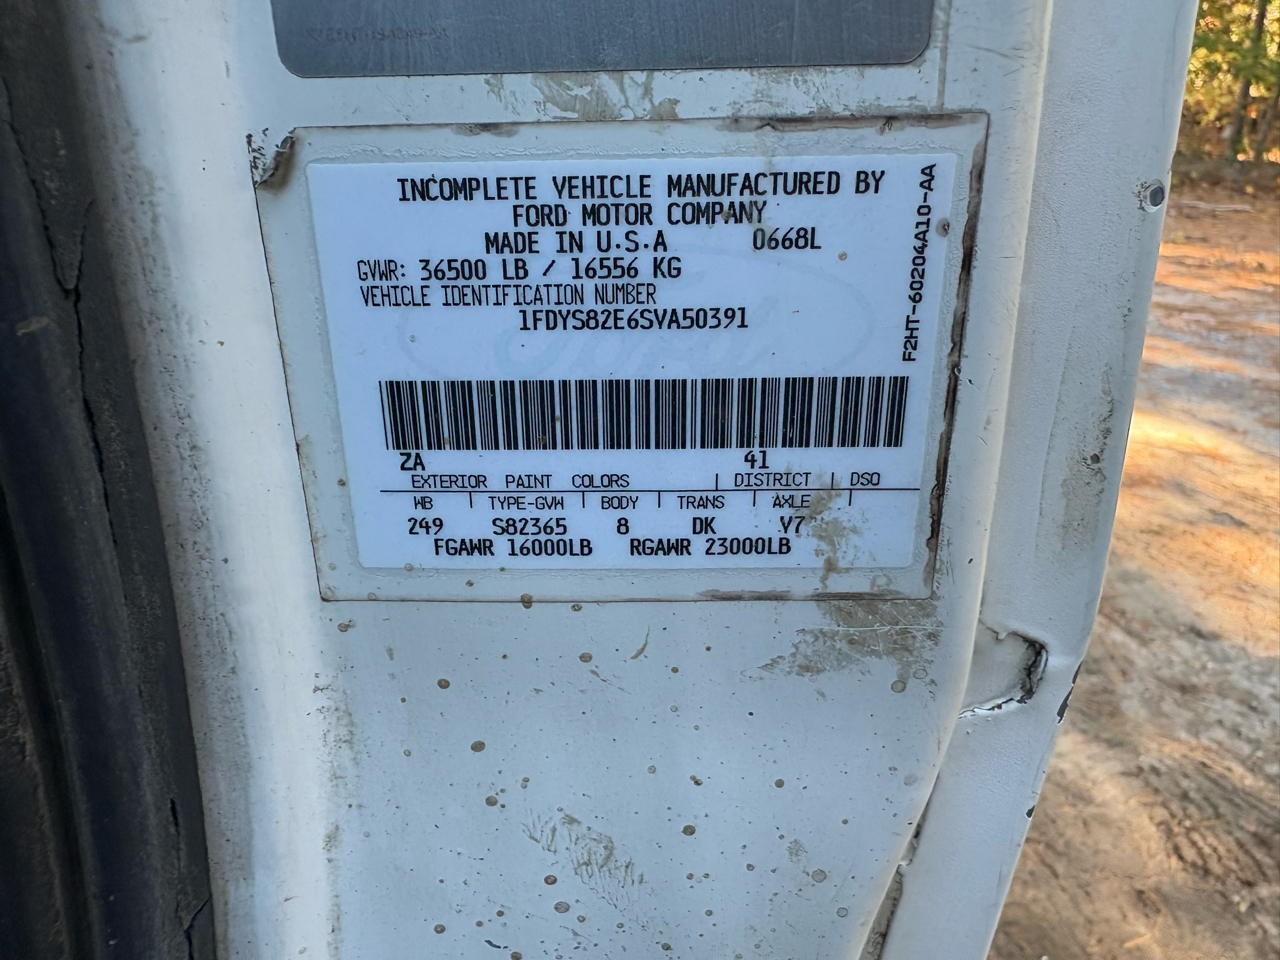 INCOMPLETE VEHICLE MANUFACTURED BY
FORD MOTOR COMPANY
MADE IN U.S.A 0668L
GVWR: 36500 LB / 16556 KG
VEHICLE IDENTIFICATION NUMBER
1FDYS82E6SVA50391
F2HT-60204A10-AA
ZA 41
EXTERIOR PAINT COLORS DISTRICT DSO
WB TYPE-GVW BODY TRANS AXLE
249 S82365 8 DK Y7
FGAWR 16000LB RGAWR 23000LB